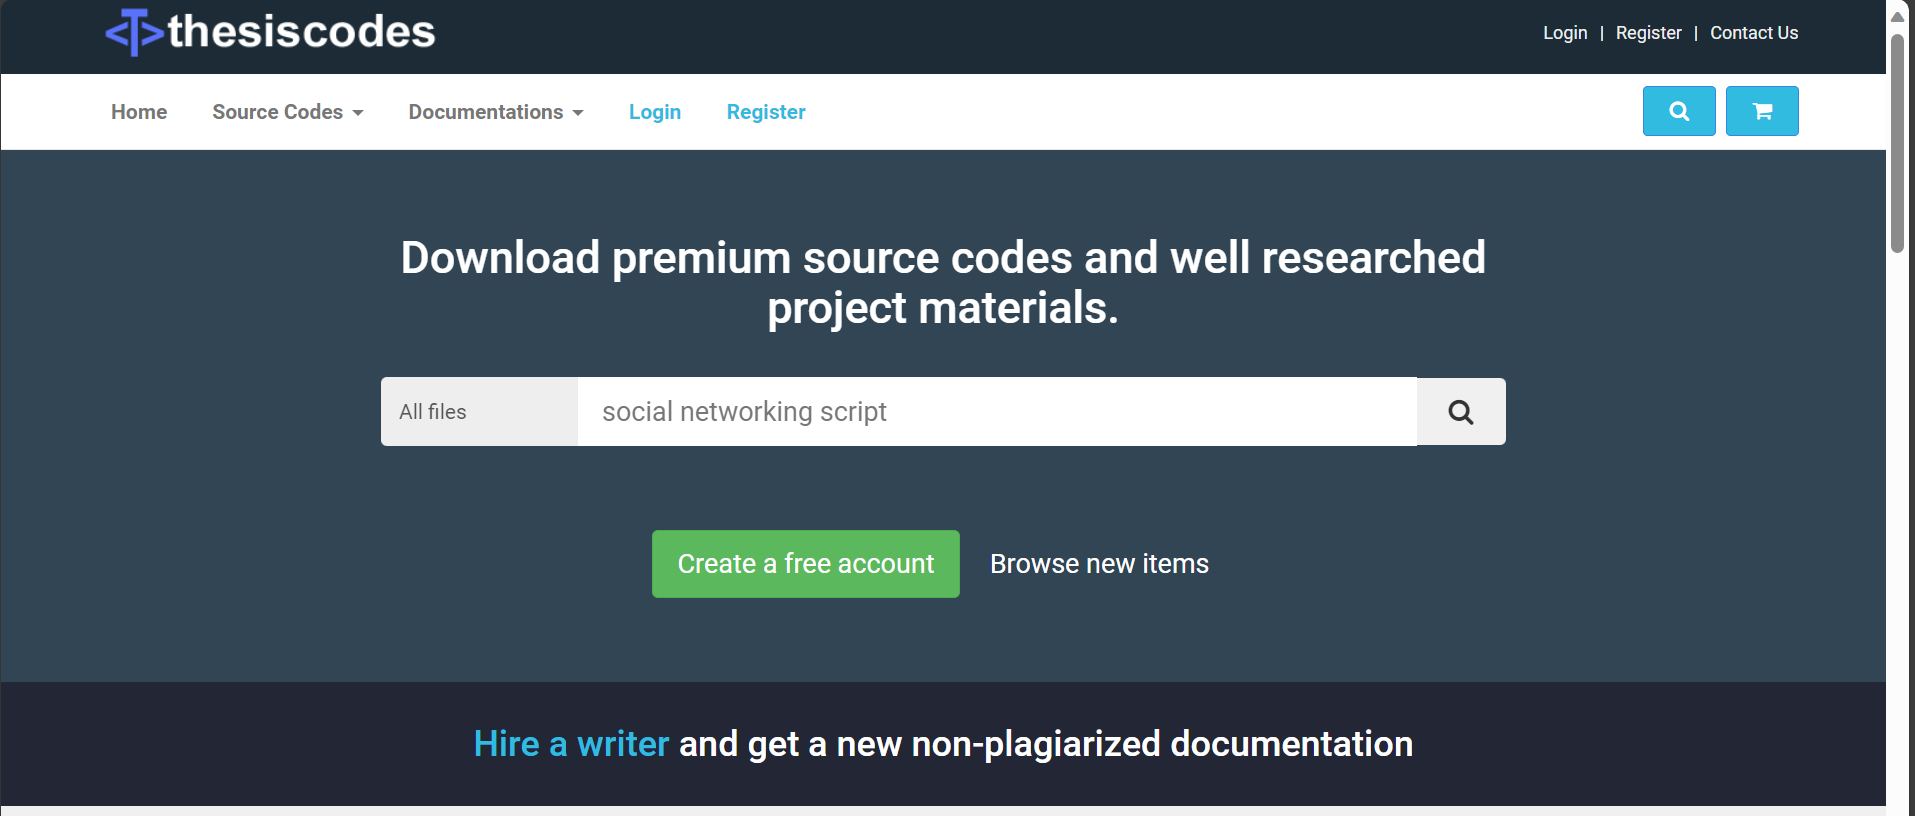 <T>thesiscodes
Login | Register | Contact Us
Home Source Codes Documentations Login Register
Download premium source codes and well researched
project materials.
All files social networking script
Create a free account Browse new items
Hire a writer and get a new non-plagiarized documentation